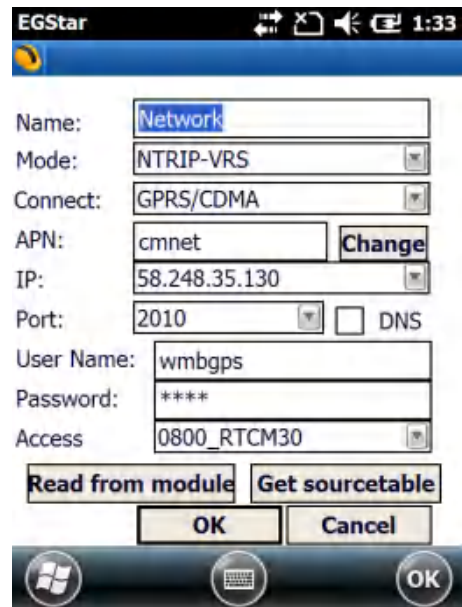 EGStar 1:33
Name: Network
Mode: NTRIP-VRS
Connect: GPRS/CDMA
APN: cmnet Change
IP: 58.248.35.130
Port: 2010 DNS
User Name: wmbgps
Password: ****
Access 0800_RTCM30
Read from module Get sourcetable
OK Cancel
OK